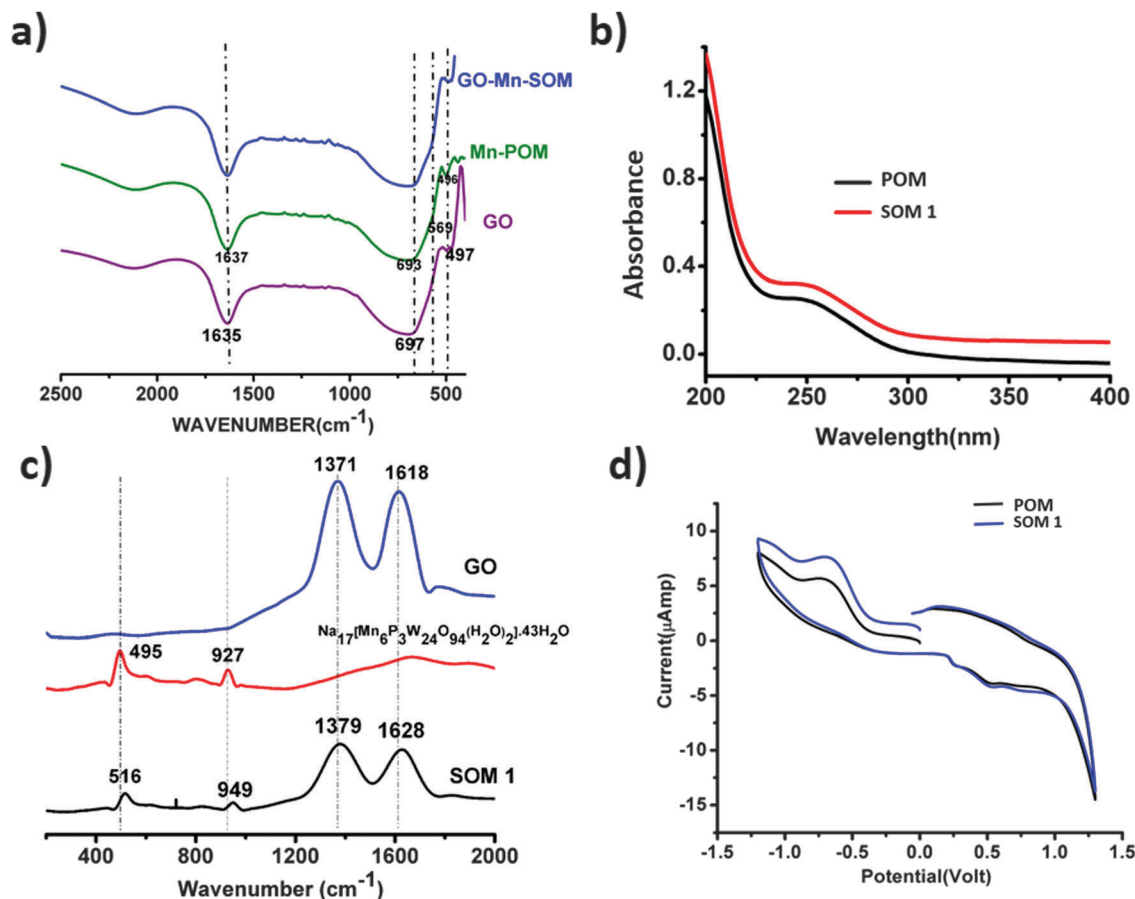 a)
GO-Mn-SOM
Mn-POM
GO
496
569
497
1637
693
1635
697
2500 2000 1500 1000 500
WAVENUMBER(cm⁻¹)
b)
1.2
0.8
0.4
0.0
Absorbance
POM
SOM 1
200 250 300 350 400
Wavelength(nm)
c)
1371
1618
GO
Na₁₇[Mn₆P₃W₂₄O₉₄(H₂O)₂].43H₂O
495
927
1379
1628
516
949
SOM 1
400 800 1200 1600 2000
Wavenumber (cm⁻¹)
d)
POM
SOM 1
10
5
0
-5
-10
-15
Current(μAmp)
-1.5 -1.0 -0.5 0.0 0.5 1.0 1.5
Potential(Volt)